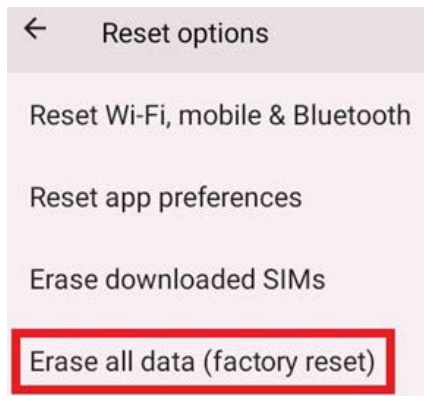 Reset options
Reset Wi-Fi, mobile & Bluetooth
Reset app preferences
Erase downloaded SIMs
Erase all data (factory reset)